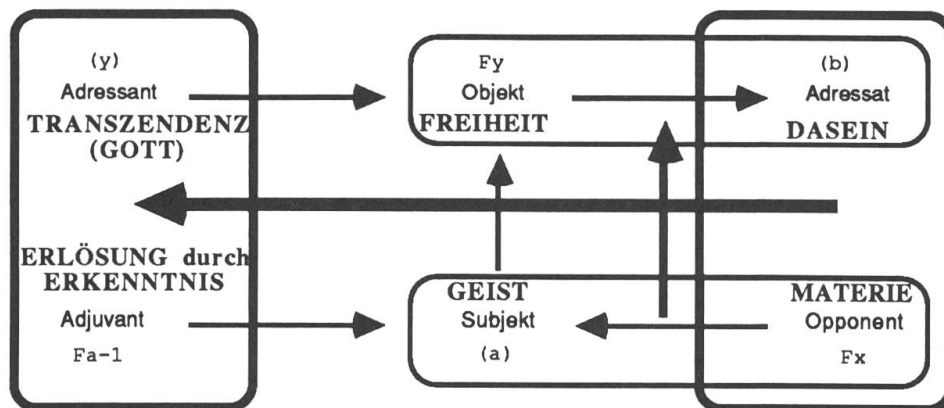 (y)
Adressant
TRANSZENDENZ
(GOTT)
Fy
Objekt
FREIHEIT
(b)
Adressat
DASEIN
ERLÖSUNG durch
ERKENNTNIS
Adjuvant
Fa-1
GEIST
Subjekt
(a)
MATERIE
Opponent
Fx